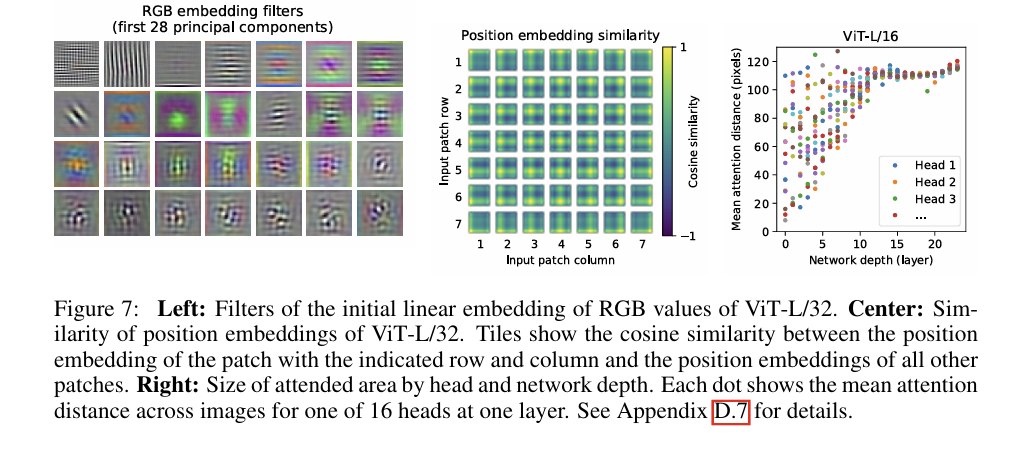 RGB embedding filters
(first 28 principal components)
Position embedding similarity
1
2
3
4
5
6
7
Input patch row
1 2 3 4 5 6 7
Input patch column
1
−1
Cosine similarity
ViT-L/16
120
100
80
60
40
20
0
Mean attention distance (pixels)
Head 1
Head 2
Head 3
...
0 5 10 15 20
Network depth (layer)
Figure 7: Left: Filters of the initial linear embedding of RGB values of ViT-L/32. Center: Sim-
ilarity of position embeddings of ViT-L/32. Tiles show the cosine similarity between the position
embedding of the patch with the indicated row and column and the position embeddings of all other
patches. Right: Size of attended area by head and network depth. Each dot shows the mean attention
distance across images for one of 16 heads at one layer. See Appendix D.7 for details.